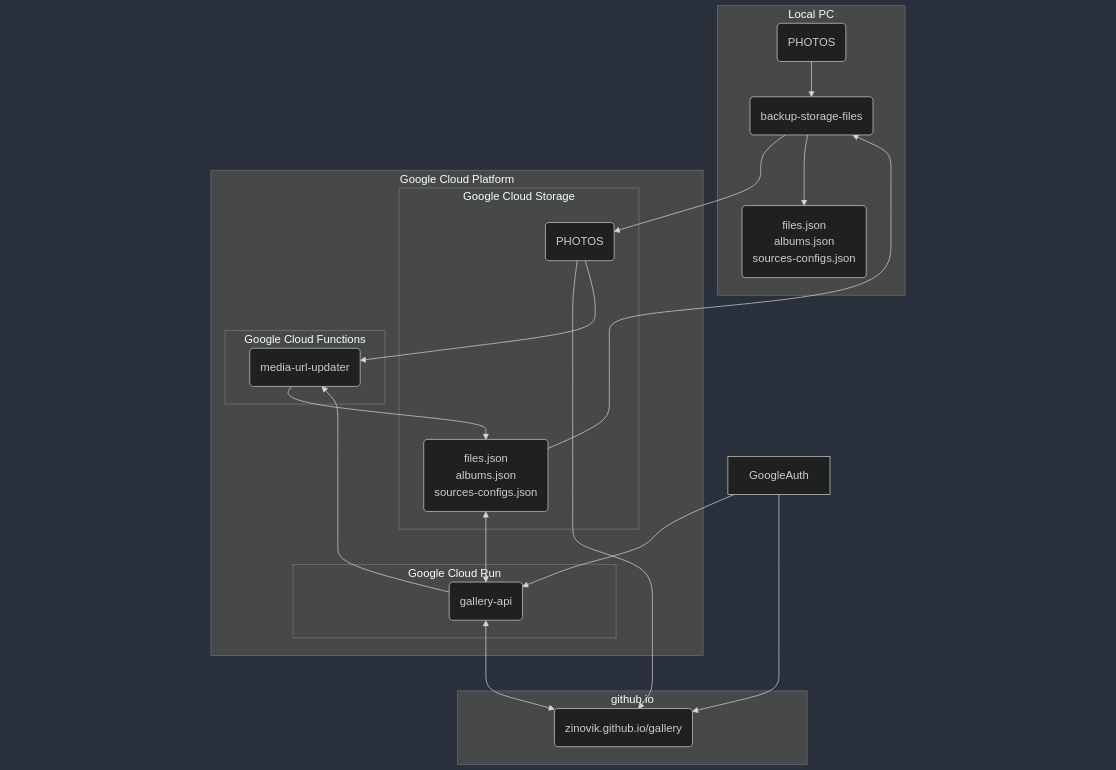 Local PC
PHOTOS
backup-storage-files
files.json
albums.json
sources-configs.json
Google Cloud Platform
Google Cloud Storage
PHOTOS
Google Cloud Functions
media-url-updater
files.json
albums.json
sources-configs.json
GoogleAuth
Google Cloud Run
gallery-api
github.io
zinovik.github.io/gallery